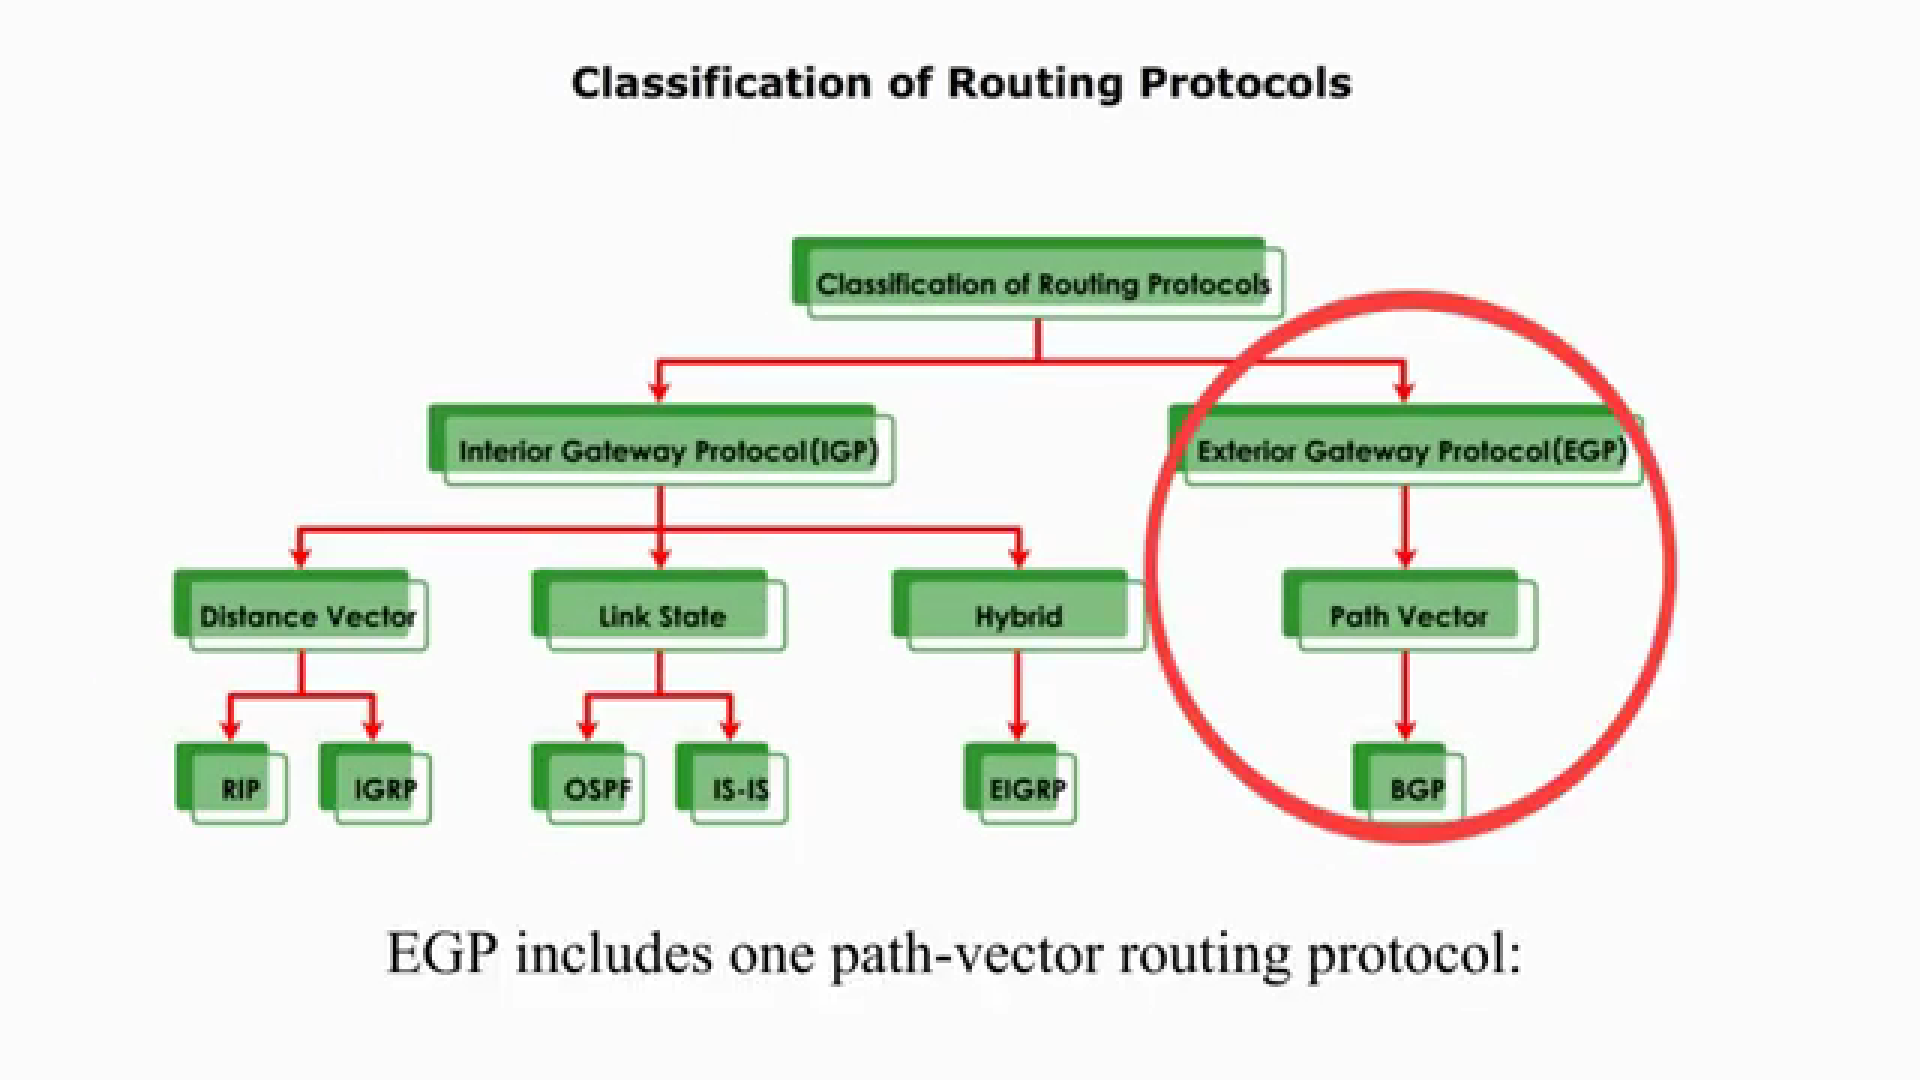 Classification of Routing Protocols
Classification of Routing Protocols
Interior Gateway Protocol(IGP)
Exterior Gateway Protocol(EGP)
Distance Vector
Link State
Hybrid
Path Vector
RIP
IGRP
OSPF
IS-IS
EIGRP
BGP
EGP includes one path-vector routing protocol: